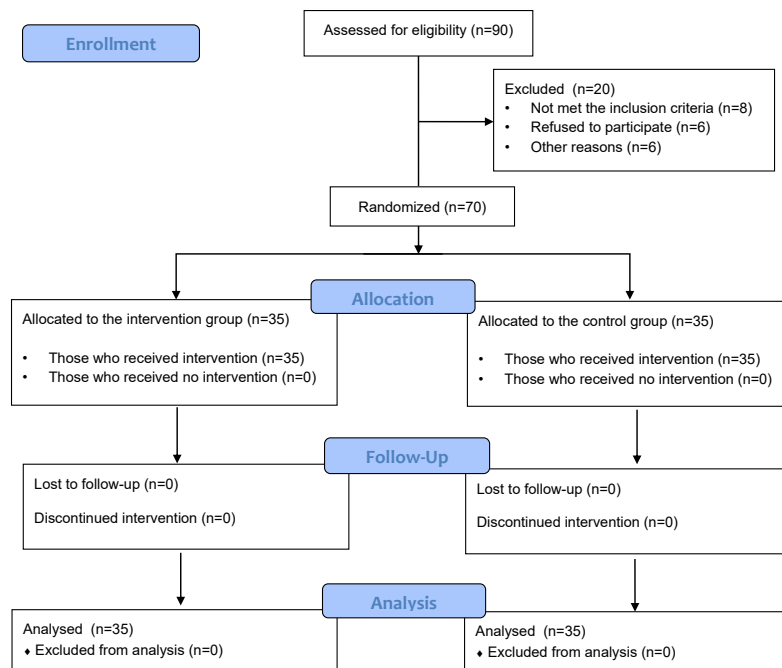 Assessed for eligibility (n=90)
Enrollment
Excluded (n=20)
• Not met the inclusion criteria (n=8)
• Refused to participate (n=6)
• Other reasons (n=6)
Randomized (n=70)
Allocation
Allocated to the intervention group (n=35)
• Those who received intervention (n=35)
• Those who received no intervention (n=0)
Allocated to the control group (n=35)
• Those who received intervention (n=35)
• Those who received no intervention (n=0)
Follow-Up
Lost to follow-up (n=0)
Discontinued intervention (n=0)
Lost to follow-up (n=0)
Discontinued intervention (n=0)
Analysis
Analysed (n=35)
♦ Excluded from analysis (n=0)
Analysed (n=35)
♦ Excluded from analysis (n=0)